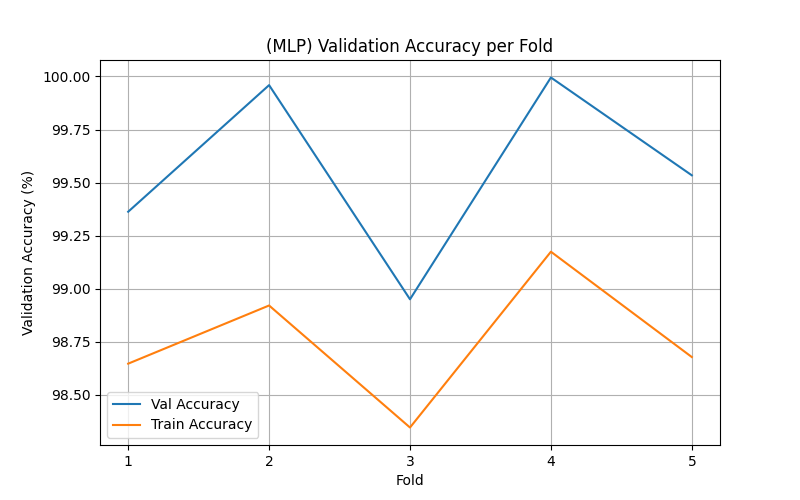 (MLP) Validation Accuracy per Fold
100.00
99.75
99.50
99.25
99.00
98.75
98.50
Validation Accuracy (%)
Val Accuracy
Train Accuracy
1 2 3 4 5
Fold